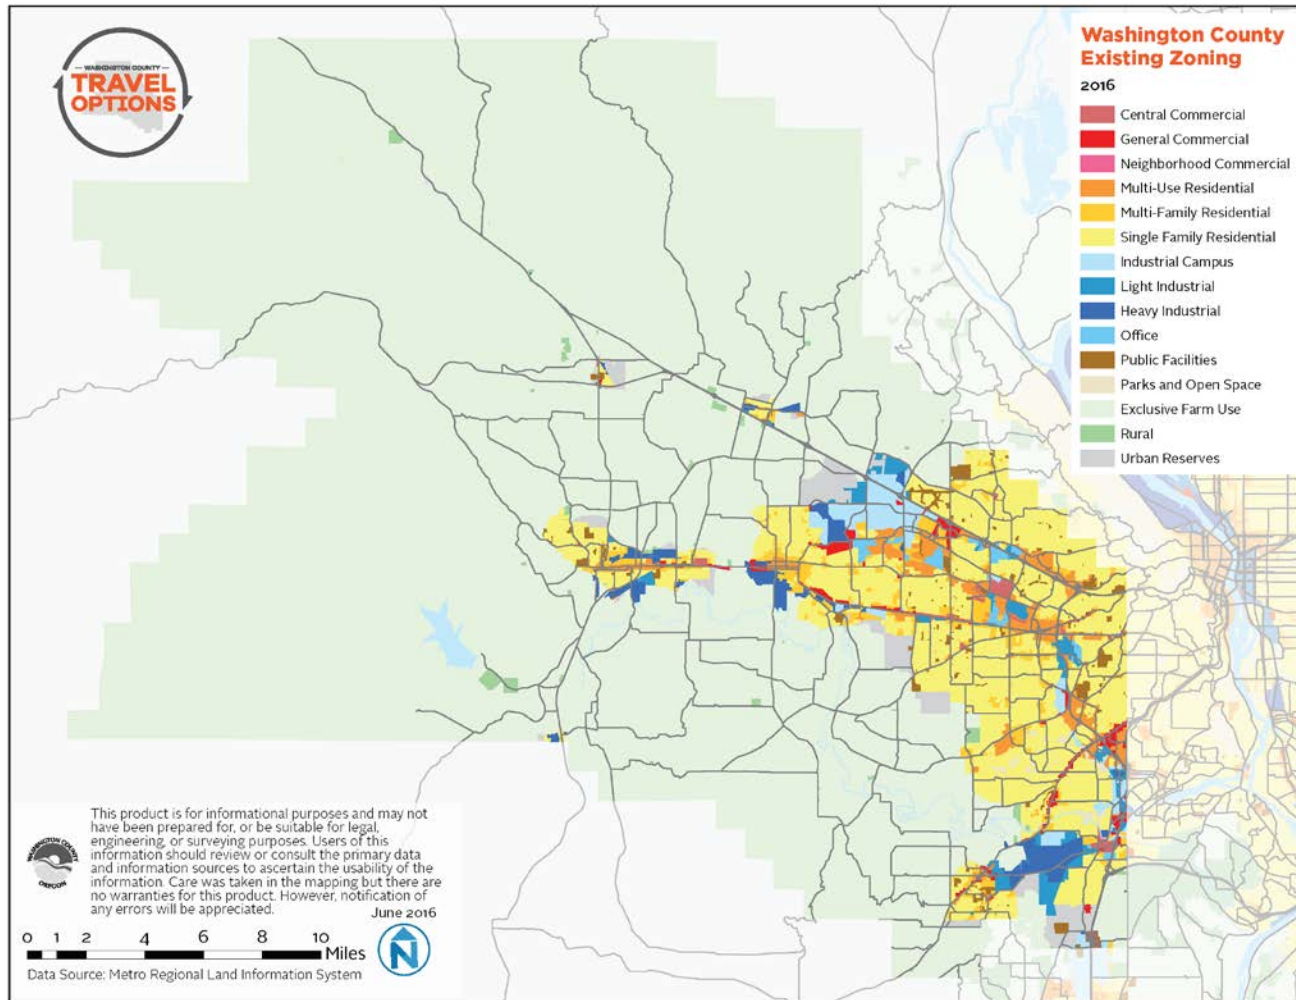 WASHINGTON COUNTY
TRAVEL
OPTIONS
Washington County
Existing Zoning
2016
Central Commercial
General Commercial
Neighborhood Commercial
Multi-Use Residential
Multi-Family Residential
Single Family Residential
Industrial Campus
Light Industrial
Heavy Industrial
Office
Public Facilities
Parks and Open Space
Exclusive Farm Use
Rural
Urban Reserves
This product is for informational purposes and may not
have been prepared for, or be suitable for legal,
engineering, or surveying purposes. Users of this
information should review or consult the primary data
and information sources to ascertain the usability of the
information. Care was taken in the mapping but there are
no warranties for this product. However, notification of
any errors will be appreciated.
WASHINGTON COUNTY
OREGON
June 2016
0 1 2 4 6 8 10
Miles
N
Data Source: Metro Regional Land Information System